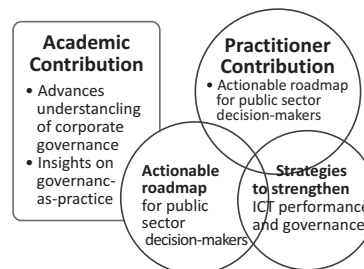 Academic
Contribution
• Advances
understancling
of corporate
governance
• Insights on
governanc-
as-practice
Practitioner
Contribution
• Actionable roadmap
for public sector
decision-makers
Actionable
roadmap
for public
sector
decision-makers
Strategies
to strengthen
ICT performance
and governance